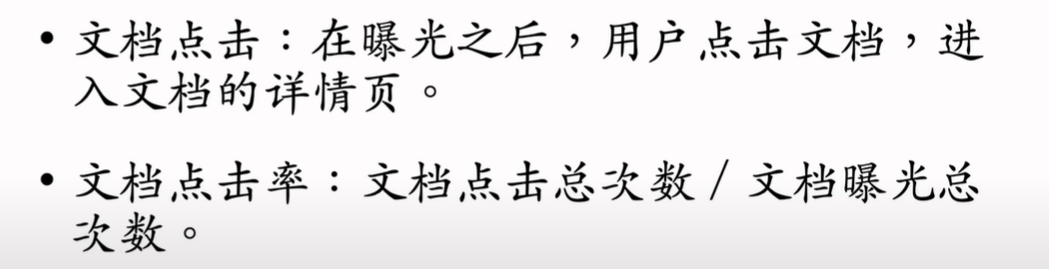 • 文档点击：在曝光之后，用户点击文档，进
入文档的详情页。
• 文档点击率：文档点击总次数 / 文档曝光总
次数。